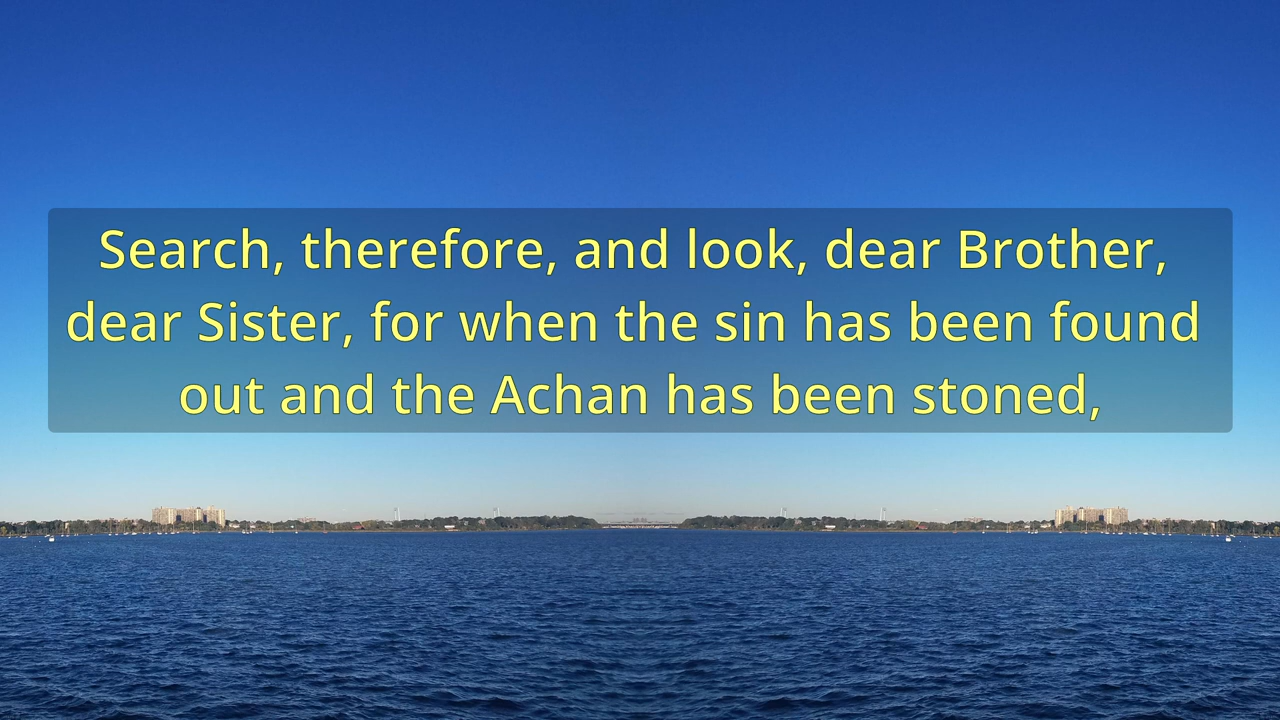 Search, therefore, and look, dear Brother,
dear Sister, for when the sin has been found
out and the Achan has been stoned,